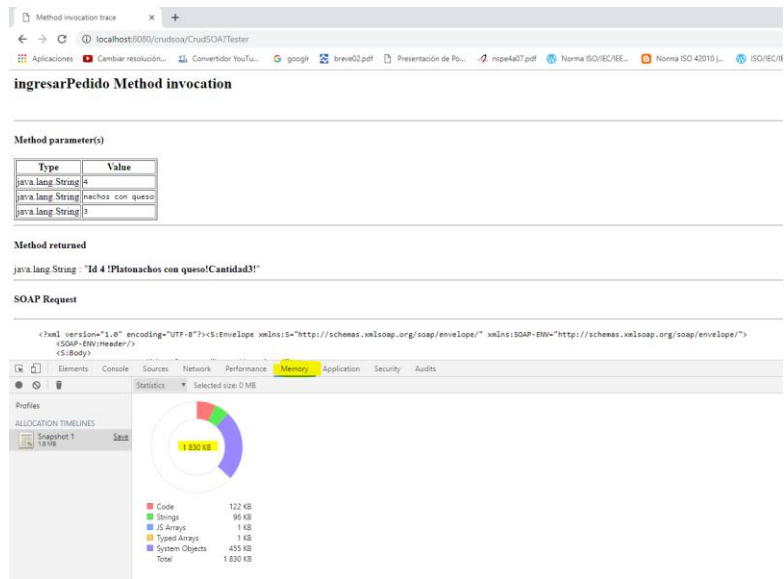 Method invocation trace
localhost:8080/crudsoa/CrudSOA?Tester
Aplicaciones Cambiar resolución... Convertidor YouTu... googlr breve02.pdf Presentación de Po... nspe4a07.pdf Norma ISO/IEC/IEE... Norma ISO 42010 |... ISO/IEC/IE
ingresarPedido Method invocation
Method parameter(s)
Type Value
java.lang.String 4
java.lang.String nachos con queso
java.lang.String 3
Method returned
java.lang.String : "Id 4 !Platonachos con queso!Cantidad3!"
SOAP Request
<?xml version="1.0" encoding="UTF-8"?><S:Envelope xmlns:S="http://schemas.xmlsoap.org/soap/envelope/" xmlns:SOAP-ENV="http://schemas.xmlsoap.org/soap/envelope/">
<SOAP-ENV:Header/>
<S:Body>
Elements Console Sources Network Performance Memory Application Security Audits
Statistics Selected size: 0 MB
Profiles
ALLOCATION TIMELINES
Snapshot 1 Save
1.8 MB
1 830 KB
Code 122 KB
Strings 96 KB
JS Arrays 1 KB
Typed Arrays 1 KB
System Objects 455 KB
Total 1 830 KB